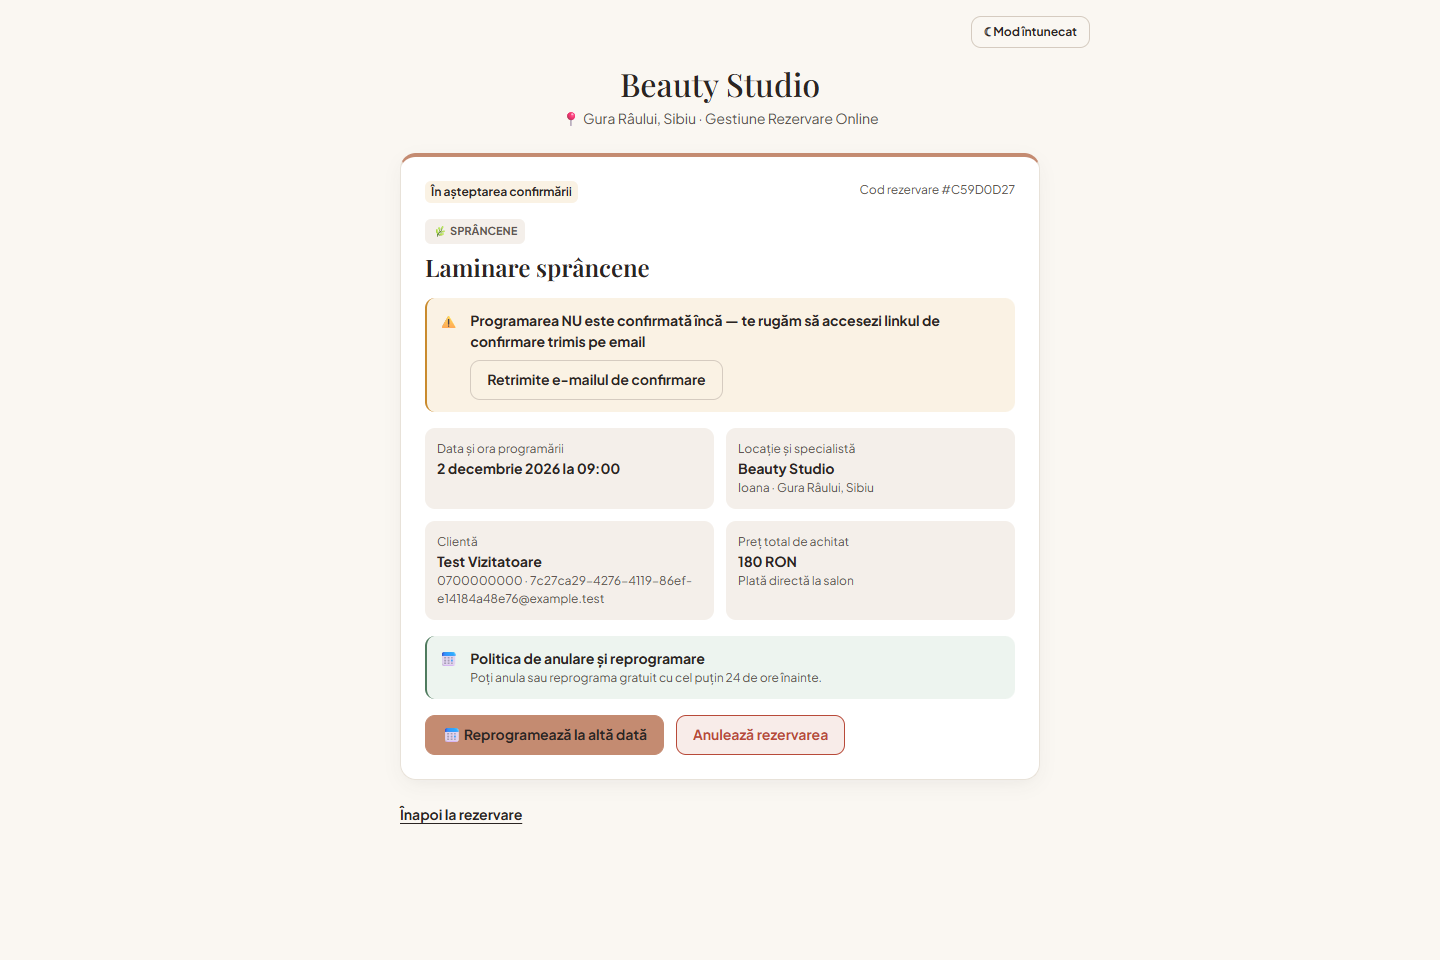 Mod întunecat
Beauty Studio
Gura Râului, Sibiu · Gestiune Rezervare Online
În așteptarea confirmării
Cod rezervare #C59D0D27
SPRÂNCENE
Laminare sprâncene
Programarea NU este confirmată încă — te rugăm să accesezi linkul de
confirmare trimis pe email
Retrimite e-mailul de confirmare
Data și ora programării
2 decembrie 2026 la 09:00
Locație și specialistă
Beauty Studio
Ioana · Gura Râului, Sibiu
Clientă
Test Vizitatoare
0700000000 · 7c27ca29-4276-4119-86ef-
e14184a48e76@example.test
Preț total de achitat
180 RON
Plată directă la salon
Politica de anulare și reprogramare
Poți anula sau reprograma gratuit cu cel puțin 24 de ore înainte.
Reprogramează la altă dată
Anulează rezervarea
Înapoi la rezervare